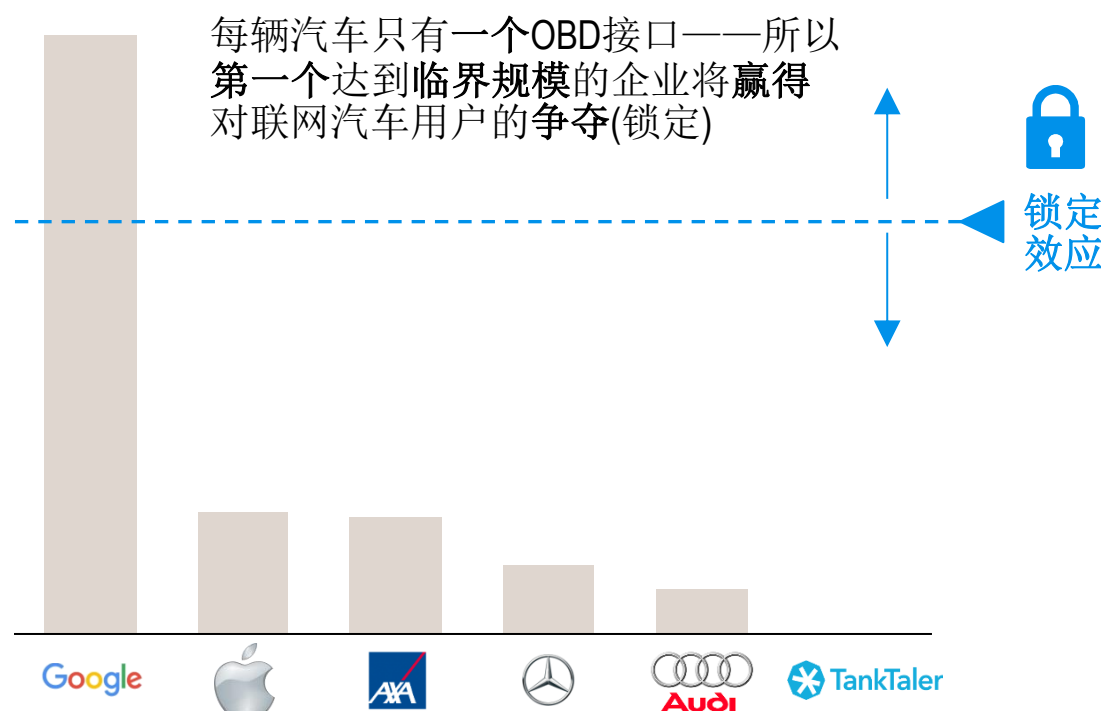 每辆汽车只有一个OBD接口——所以
第一个达到临界规模的企业将赢得
对联网汽车用户的争夺(锁定)
锁定
效应
Google
AXA
Audi
TankTaler